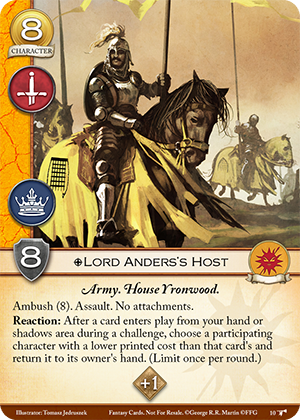 8
CHARACTER
8
Lord Anders's Host
Army. House Yronwood.
Ambush (8). Assault. No attachments.
Reaction: After a card enters play from your hand or
shadows area during a challenge, choose a participating
character with a lower printed cost than that card's and
return it to its owner's hand. (Limit once per round.)
+1
Illustrator: Tomasz Jedruszek
Fantasy Cards. Not For Resale. ©George R.R. Martin ©FFG
10